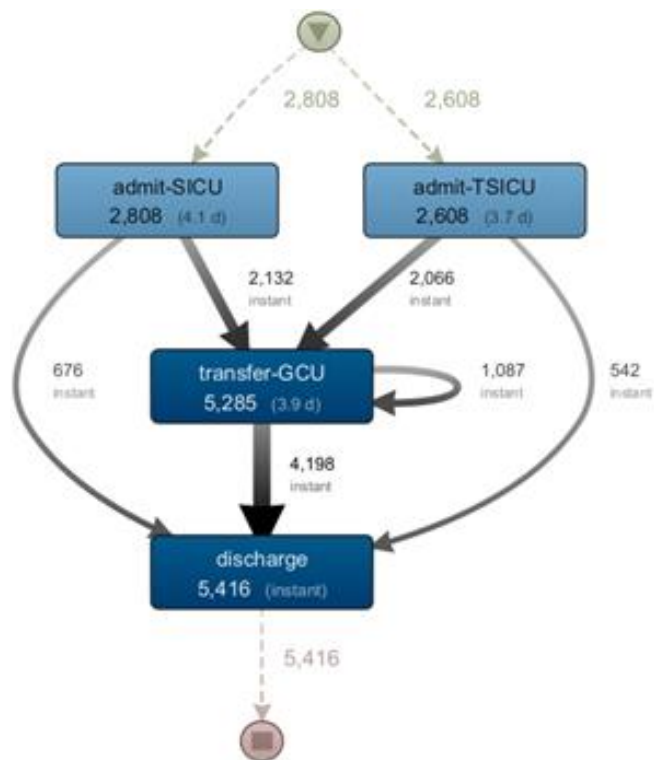 2,808
2,608
admit-SICU
2,808 (4.1 d)
admit-TSICU
2,608 (3.7 d)
2,132
instant
2,066
instant
676
instant
transfer-GCU
5,285 (3.9 d)
1,087
instant
542
instant
4,198
instant
discharge
5,416 (instant)
5,416